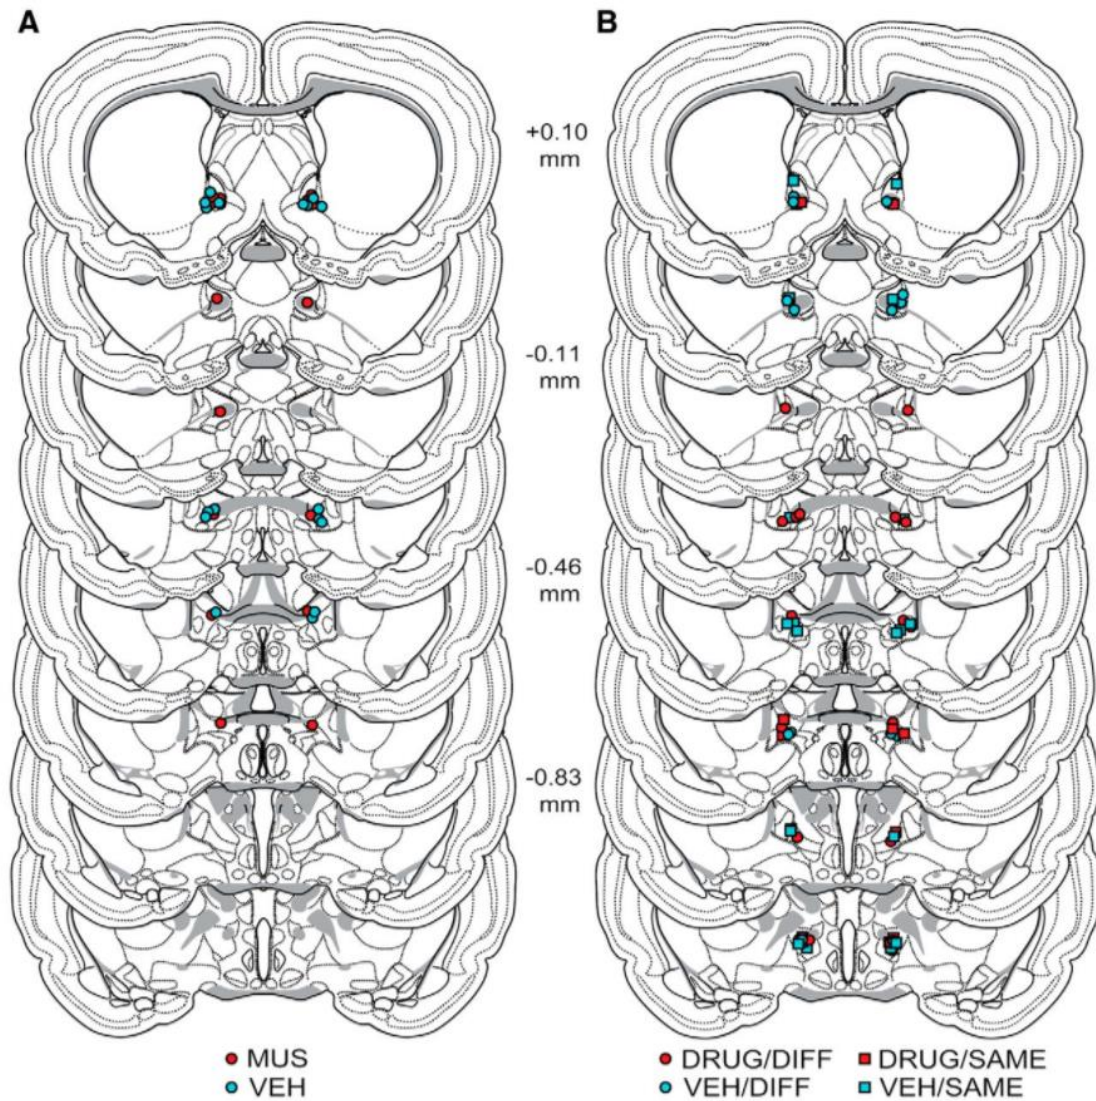 A
B
+0.10
mm
-0.11
mm
-0.46
mm
-0.83
mm
MUS
VEH
DRUG/DIFF
DRUG/SAME
VEH/DIFF
VEH/SAME